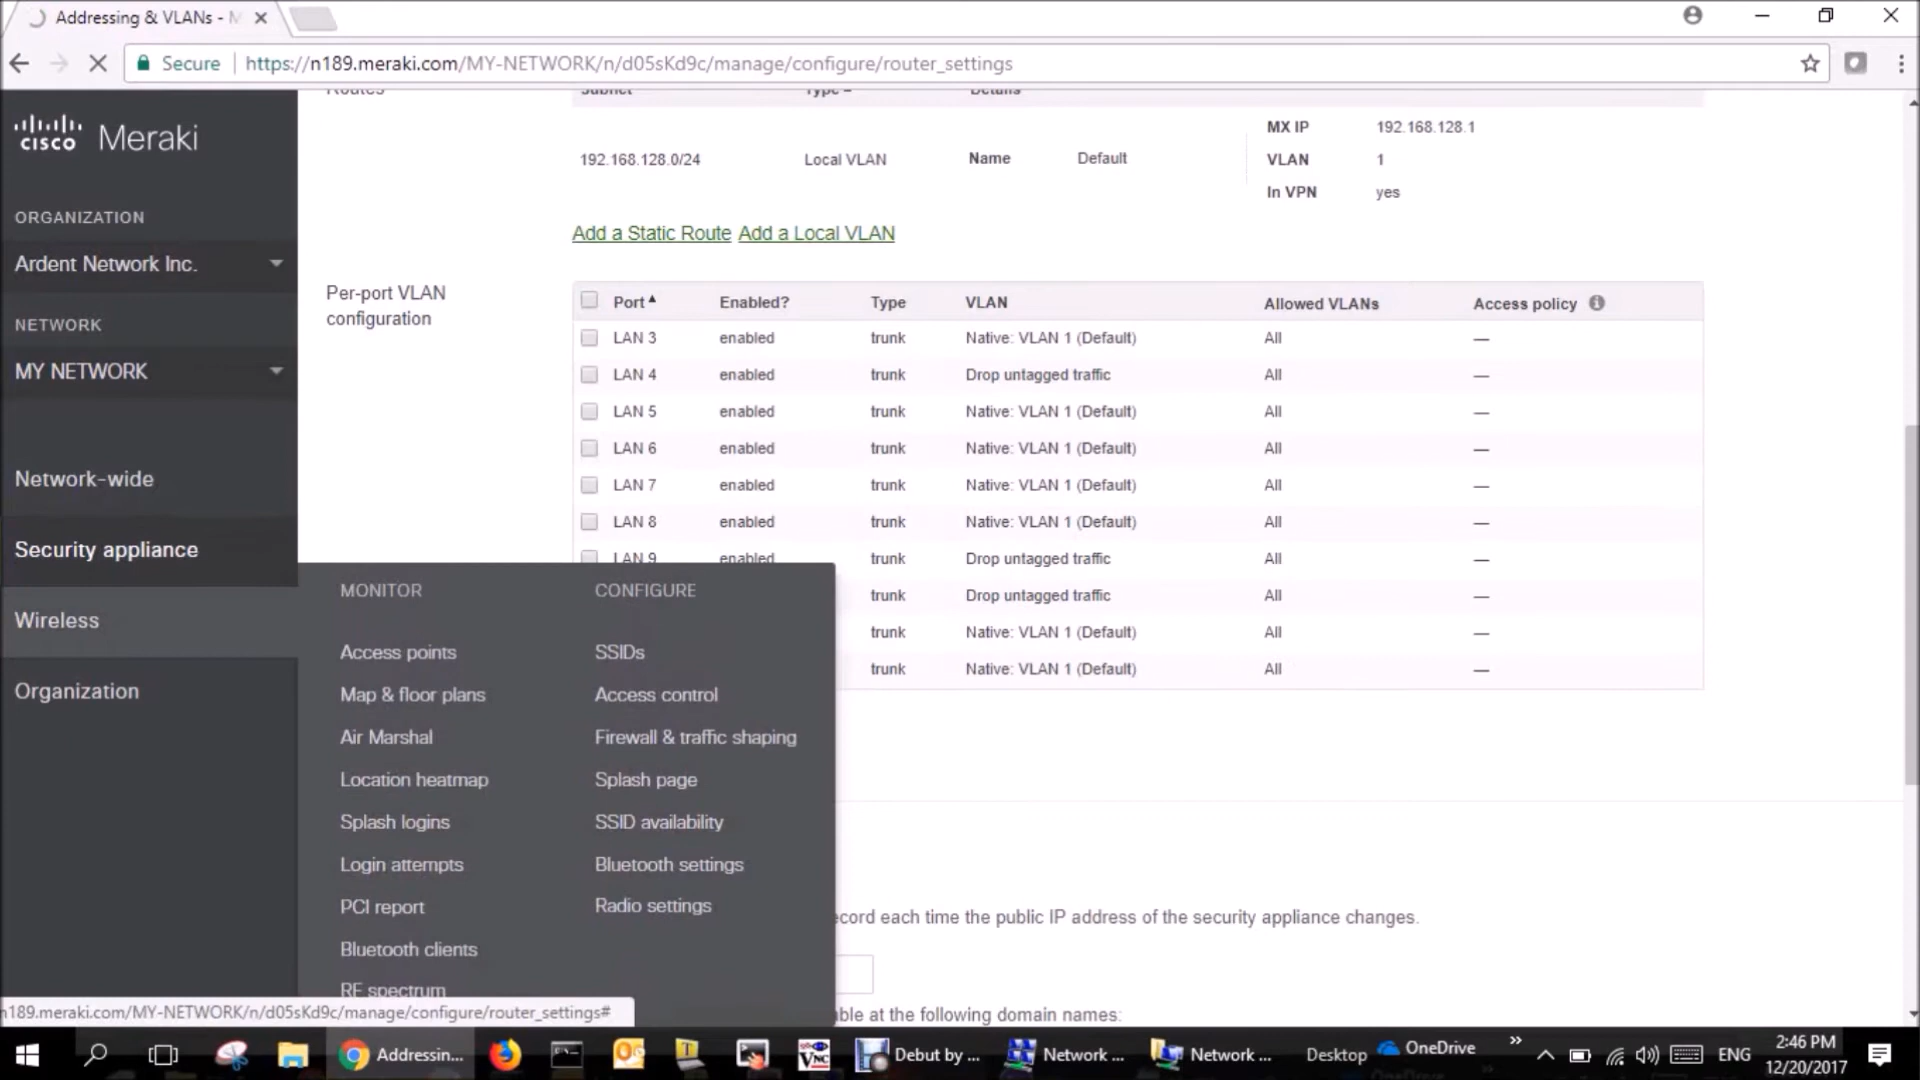 Addressing & VLANs - M
Secure
https://n189.meraki.com/MY-NETWORK/n/d05sKd9c/manage/configure/router_settings
cisco Meraki
ORGANIZATION
Ardent Network Inc.
NETWORK
MY NETWORK
Network-wide
Security appliance
Wireless
Organization
Routes
Subnet Type Details
192.168.128.0/24 Local VLAN Name Default
MX IP 192.168.128.1
VLAN 1
In VPN yes
Add a Static Route Add a Local VLAN
Per-port VLAN
configuration
Port ▲ Enabled? Type VLAN Allowed VLANs Access policy i
LAN 3 enabled trunk Native: VLAN 1 (Default) All —
LAN 4 enabled trunk Drop untagged traffic All —
LAN 5 enabled trunk Native: VLAN 1 (Default) All —
LAN 6 enabled trunk Native: VLAN 1 (Default) All —
LAN 7 enabled trunk Native: VLAN 1 (Default) All —
LAN 8 enabled trunk Native: VLAN 1 (Default) All —
LAN 9 enabled trunk Drop untagged traffic All —
trunk Drop untagged traffic All —
trunk Native: VLAN 1 (Default) All —
trunk Native: VLAN 1 (Default) All —
MONITOR
Access points
Map & floor plans
Air Marshal
Location heatmap
Splash logins
Login attempts
PCI report
Bluetooth clients
RF spectrum
CONFIGURE
SSIDs
Access control
Firewall & traffic shaping
Splash page
SSID availability
Bluetooth settings
Radio settings
ecord each time the public IP address of the security appliance changes.
ble at the following domain names:
n189.meraki.com/MY-NETWORK/n/d05sKd9c/manage/configure/router_settings#
Addressin...
VNC
Debut by ...
Network ...
Network ...
Desktop
OneDrive
ENG
2:46 PM
12/20/2017